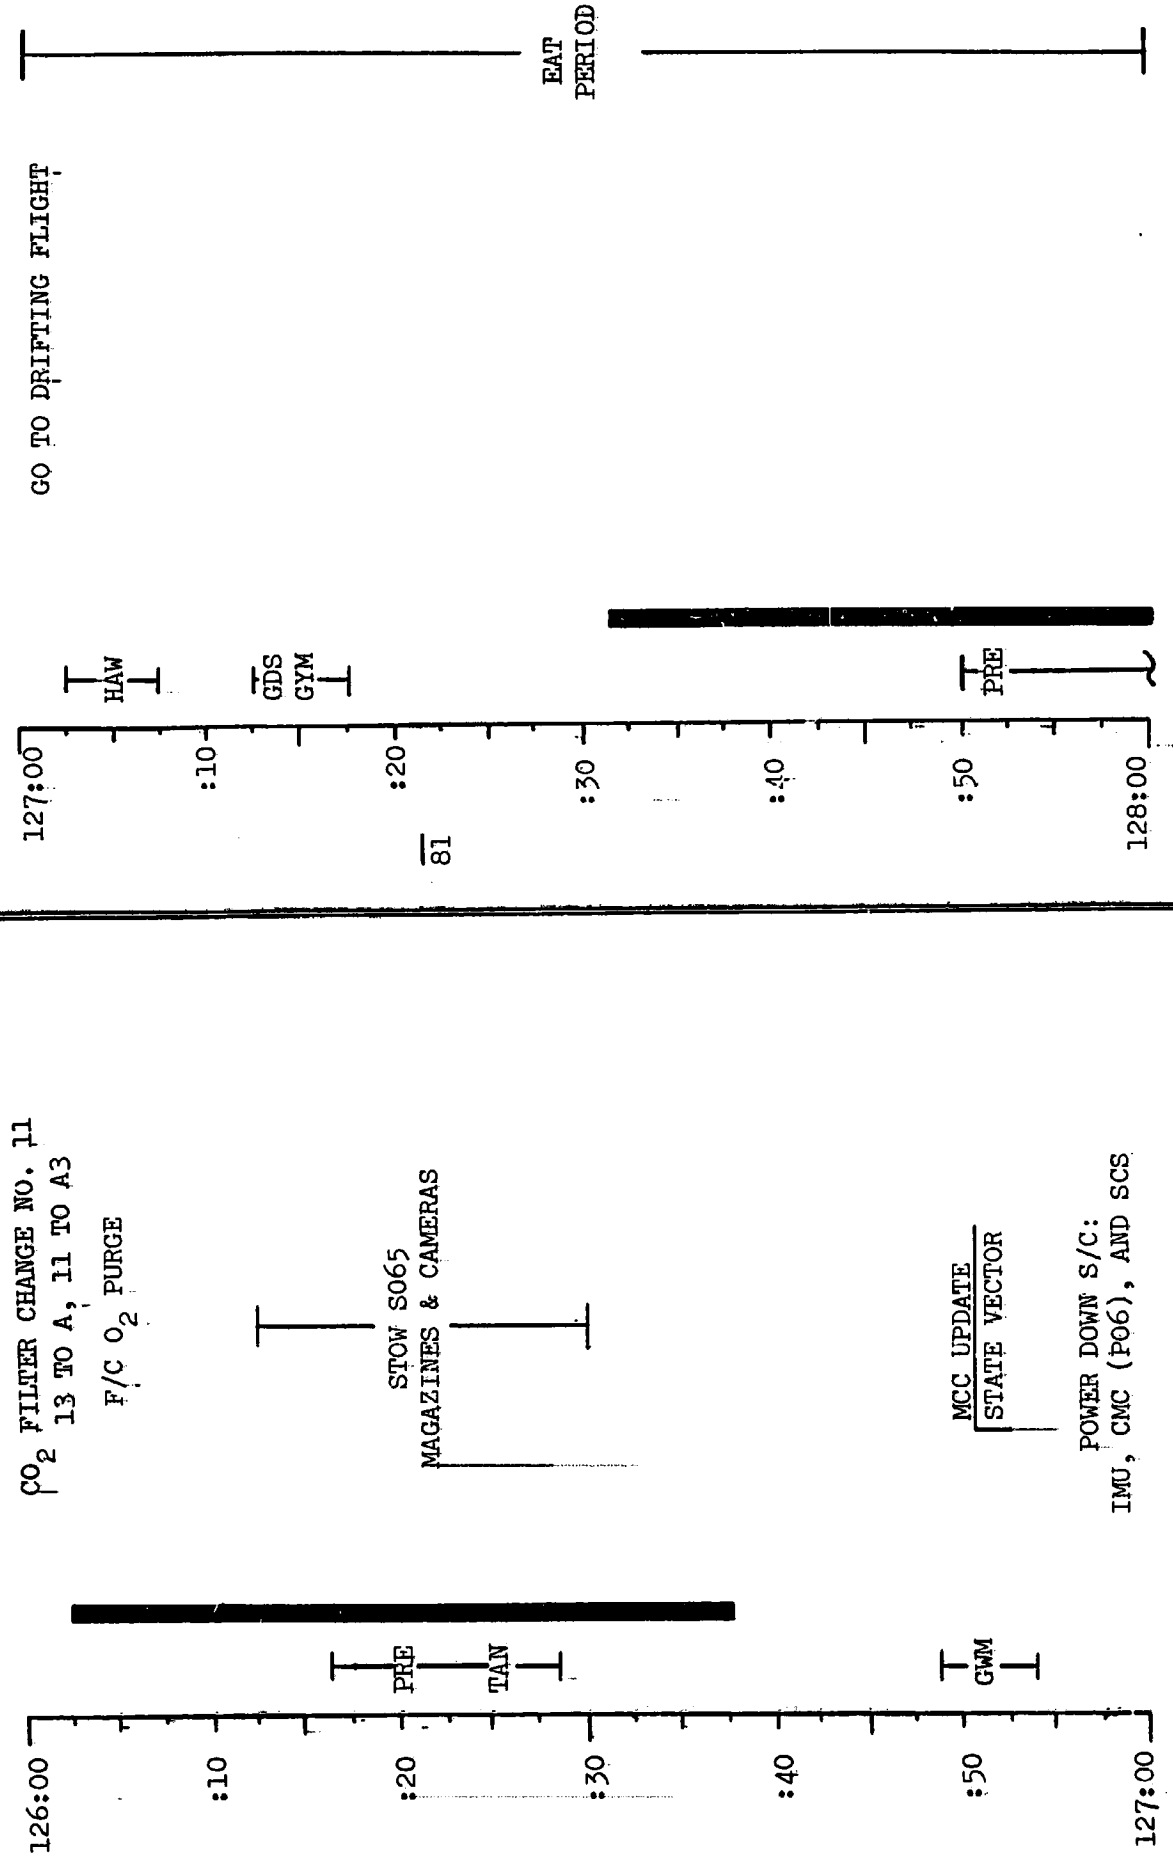 126:00
:10
:20
:30
:40
:50
127:00
PRE
TAN
GWM
CO2 FILTER CHANGE NO. 11
13 TO A, 11 TO A3
F/C O2 PURGE
STOW S065
MAGAZINES & CAMERAS
MCC UPDATE
STATE VECTOR
POWER DOWN S/C:
IMU, CMC (P06), AND SCS
81
127:00
:10
:20
:30
:40
:50
128:00
HAW
GDS
GYM
PRE
GO TO DRIFTING FLIGHT
EAT
PERIOD